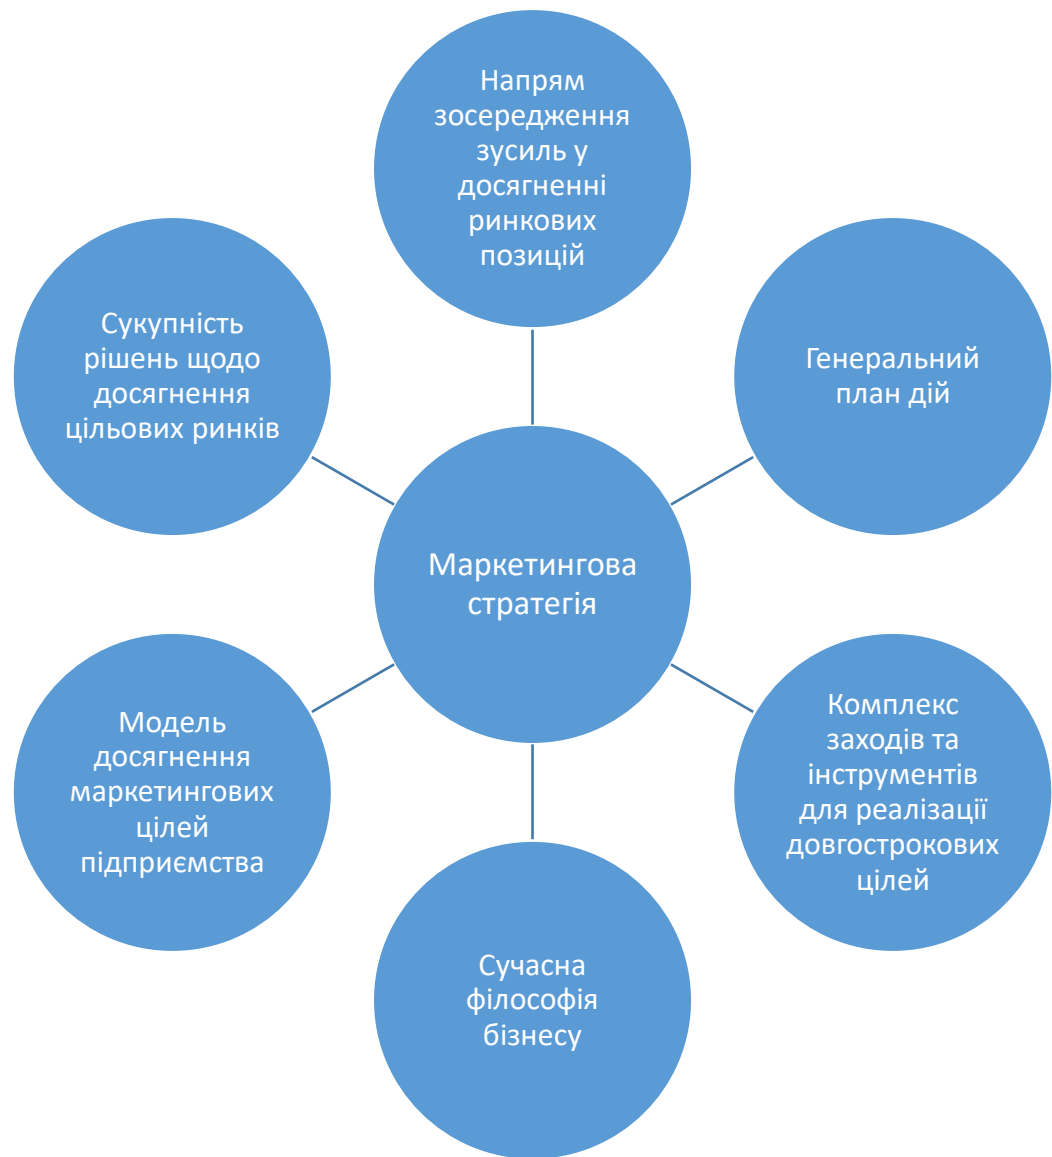 Напрям
зосередження
зусиль у
досягненні
ринкових
позицій
Генеральний
план дій
Комплекс
заходів та
інструментів
для реалізації
довгострокових
цілей
Сучасна
філософія
бізнесу
Модель
досягнення
маркетингових
цілей
підприємства
Сукупність
рішень щодо
досягнення
цільових ринків
Маркетингова
стратегія